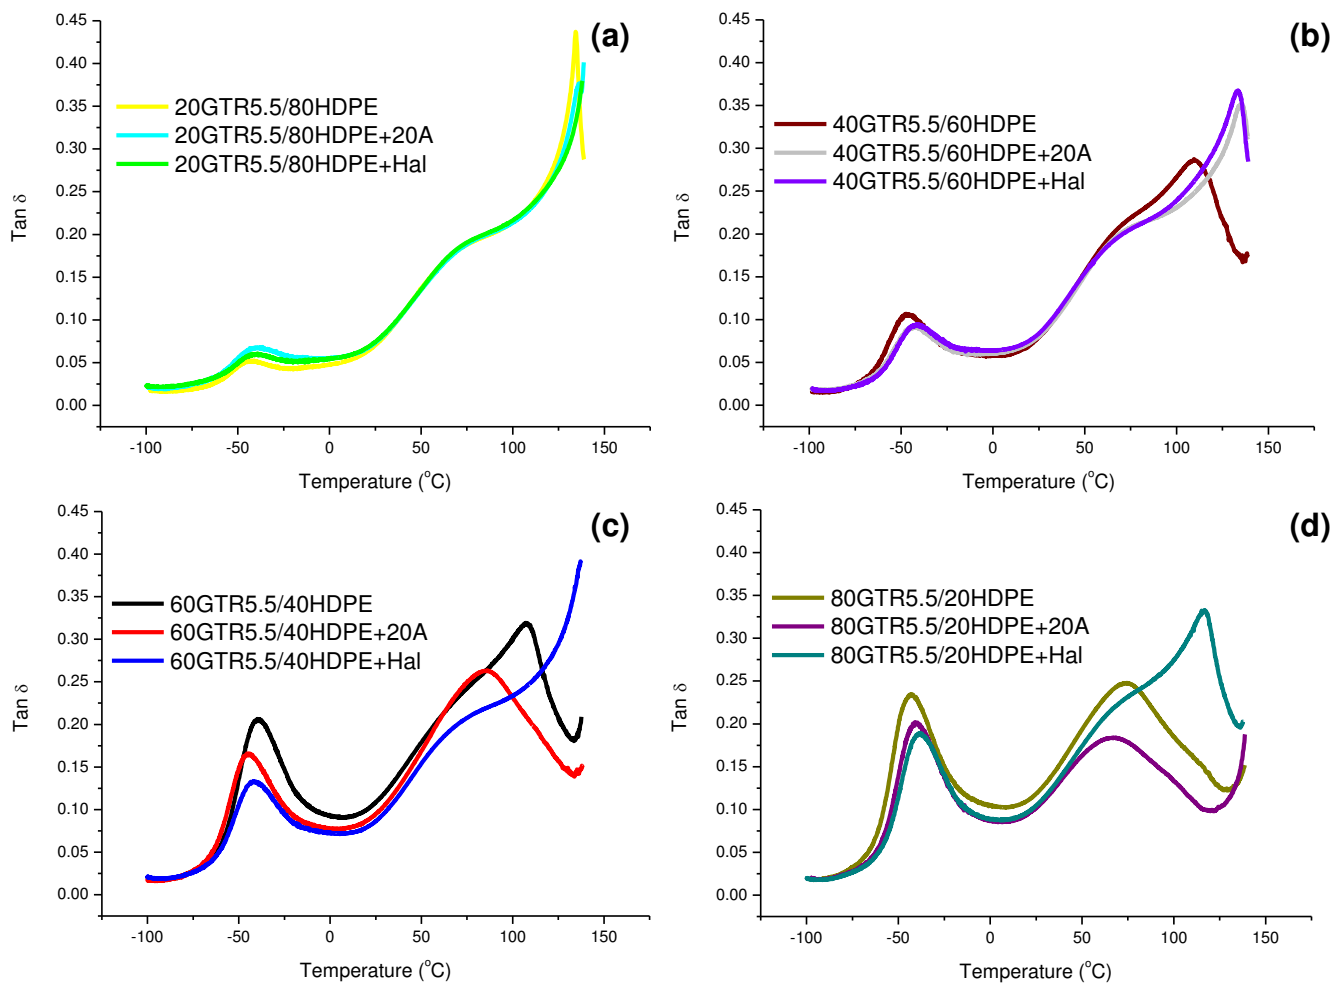 (a)
0.45
0.40
0.35
0.30
0.25
0.20
0.15
0.10
0.05
0.00
Tan δ
20GTR5.5/80HDPE
20GTR5.5/80HDPE+20A
20GTR5.5/80HDPE+Hal
-100 -50 0 50 100 150
Temperature (°C)
(b)
0.45
0.40
0.35
0.30
0.25
0.20
0.15
0.10
0.05
0.00
Tan δ
40GTR5.5/60HDPE
40GTR5.5/60HDPE+20A
40GTR5.5/60HDPE+Hal
-100 -50 0 50 100 150
Temperature (°C)
(c)
0.45
0.40
0.35
0.30
0.25
0.20
0.15
0.10
0.05
0.00
Tan δ
60GTR5.5/40HDPE
60GTR5.5/40HDPE+20A
60GTR5.5/40HDPE+Hal
-100 -50 0 50 100 150
Temperature (°C)
(d)
0.45
0.40
0.35
0.30
0.25
0.20
0.15
0.10
0.05
0.00
Tan δ
80GTR5.5/20HDPE
80GTR5.5/20HDPE+20A
80GTR5.5/20HDPE+Hal
-100 -50 0 50 100 150
Temperature (°C)